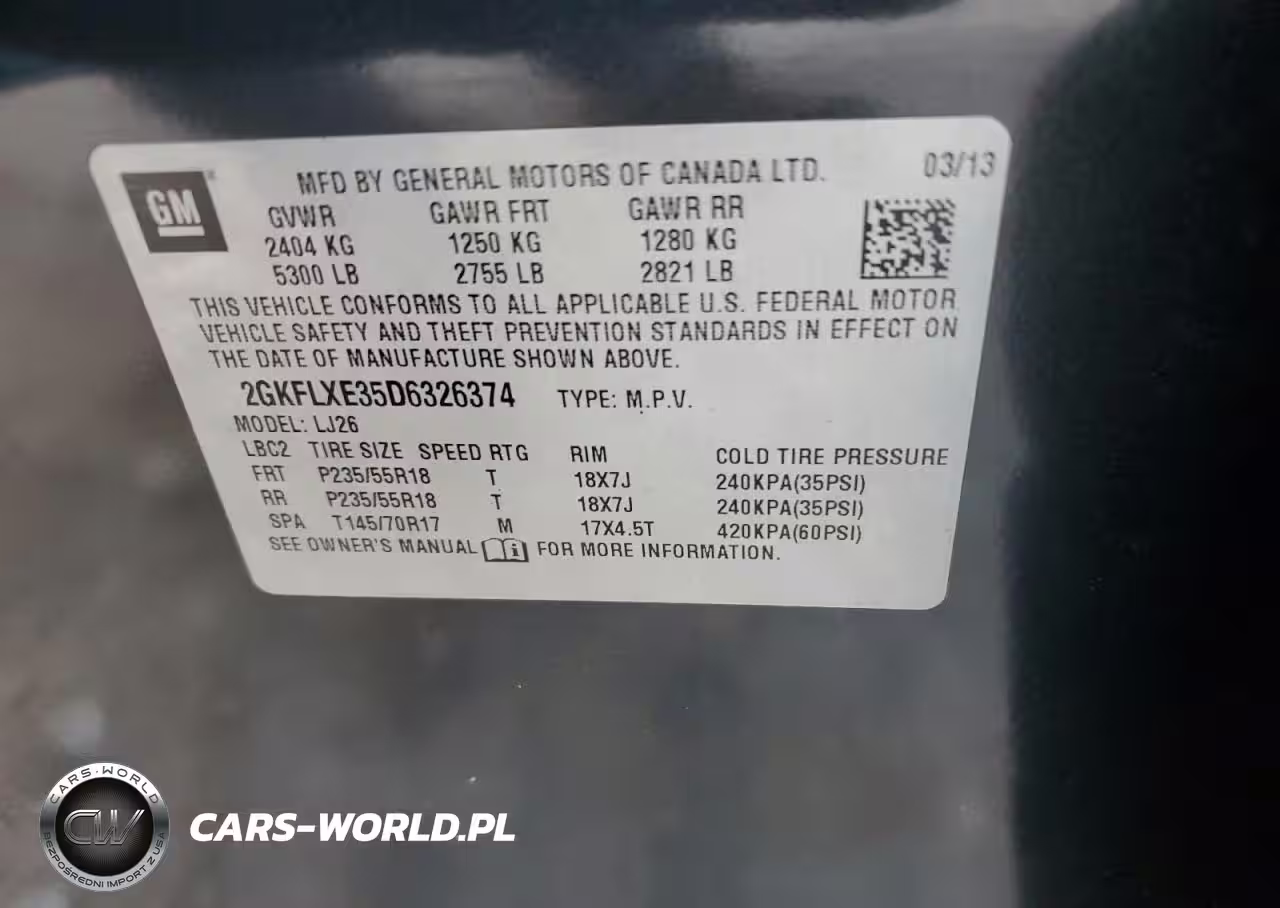 GM®
MFD BY GENERAL MOTORS OF CANADA LTD. 03/13
GVWR GAWR FRT GAWR RR
2404 KG 1250 KG 1280 KG
5300 LB 2755 LB 2821 LB
THIS VEHICLE CONFORMS TO ALL APPLICABLE U.S. FEDERAL MOTOR
VEHICLE SAFETY AND THEFT PREVENTION STANDARDS IN EFFECT ON
THE DATE OF MANUFACTURE SHOWN ABOVE.
2GKFLXE35D6326374 TYPE: M.P.V.
MODEL: LJ26
LBC2 TIRE SIZE SPEED RTG RIM COLD TIRE PRESSURE
FRT P235/55R18 T 18X7J 240KPA(35PSI)
RR P235/55R18 T 18X7J 240KPA(35PSI)
SPA T145/70R17 M 17X4.5T 420KPA(60PSI)
SEE OWNER'S MANUAL FOR MORE INFORMATION.
CARS-WORLD
CW
BEZPOŚREDNI IMPORT Z USA
CARS-WORLD.PL